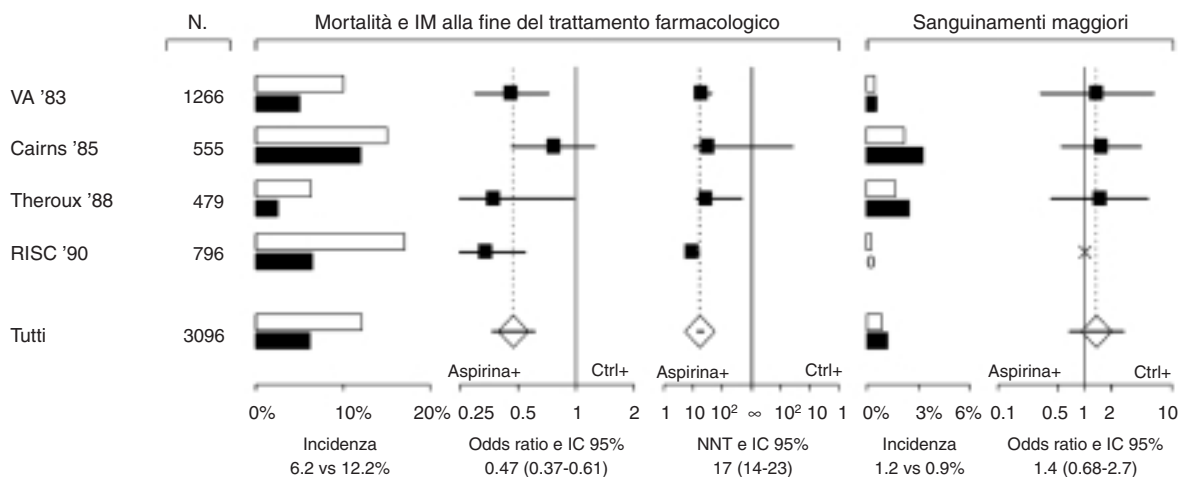 N. Mortalità e IM alla fine del trattamento farmacologico Sanguinamenti maggiori
VA '83 1266
Cairns '85 555
Theroux '88 479
RISC '90 796
Tutti 3096
Aspirina+ Ctrl+ Aspirina+ Ctrl+ Aspirina+ Ctrl+
0% 10% 20% 0.25 0.5 1 2 1 10 10² ∞ 10² 10 1 0% 3% 6% 0.1 0.5 1 2 10
Incidenza Odds ratio e IC 95% NNT e IC 95% Incidenza Odds ratio e IC 95%
6.2 vs 12.2% 0.47 (0.37-0.61) 17 (14-23) 1.2 vs 0.9% 1.4 (0.68-2.7)